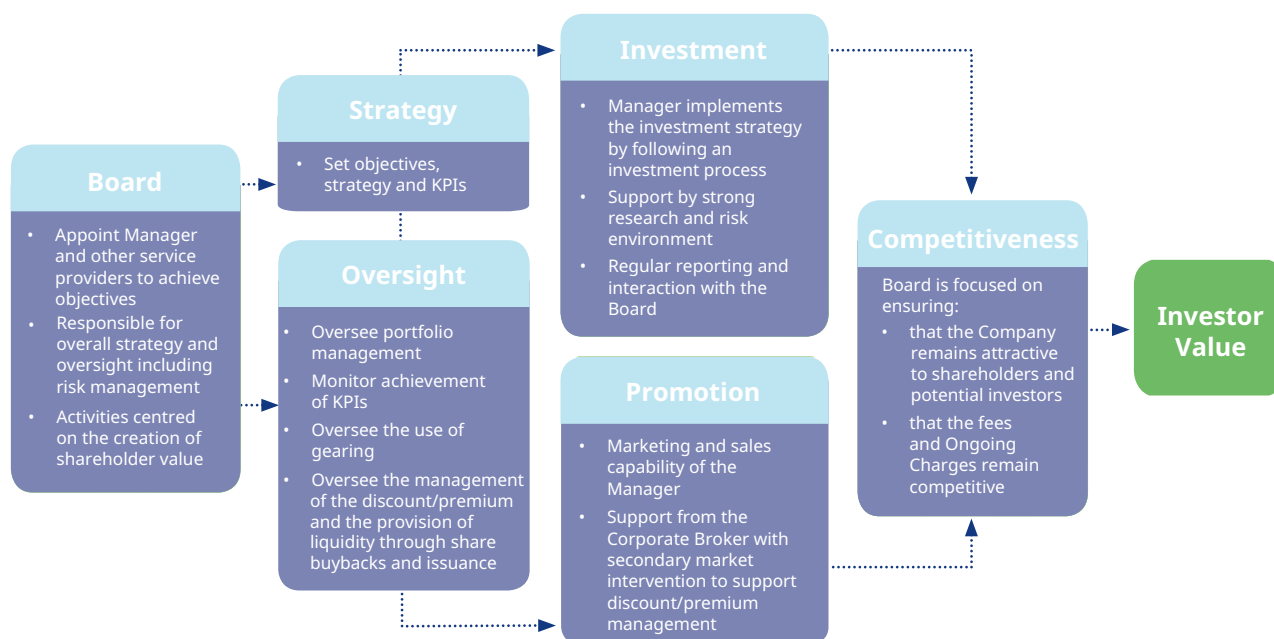 Board
• Appoint Manager
and other service
providers to achieve
objectives
• Responsible for
overall strategy and
oversight including
risk management
• Activities centred
on the creation of
shareholder value
Strategy
• Set objectives,
strategy and KPIs
Oversight
• Oversee portfolio
management
• Monitor achievement
of KPIs
• Oversee the use of
gearing
• Oversee the management
of the discount/premium
and the provision of
liquidity through share
buybacks and issuance
Investment
• Manager implements
the investment strategy
by following an
investment process
• Support by strong
research and risk
environment
• Regular reporting and
interaction with the
Board
Promotion
• Marketing and sales
capability of the
Manager
• Support from the
Corporate Broker with
secondary market
intervention to support
discount/premium
management
Competitiveness
Board is focused on
ensuring:
• that the Company
remains attractive
to shareholders and
potential investors
• that the fees
and Ongoing
Charges remain
competitive
Investor
Value